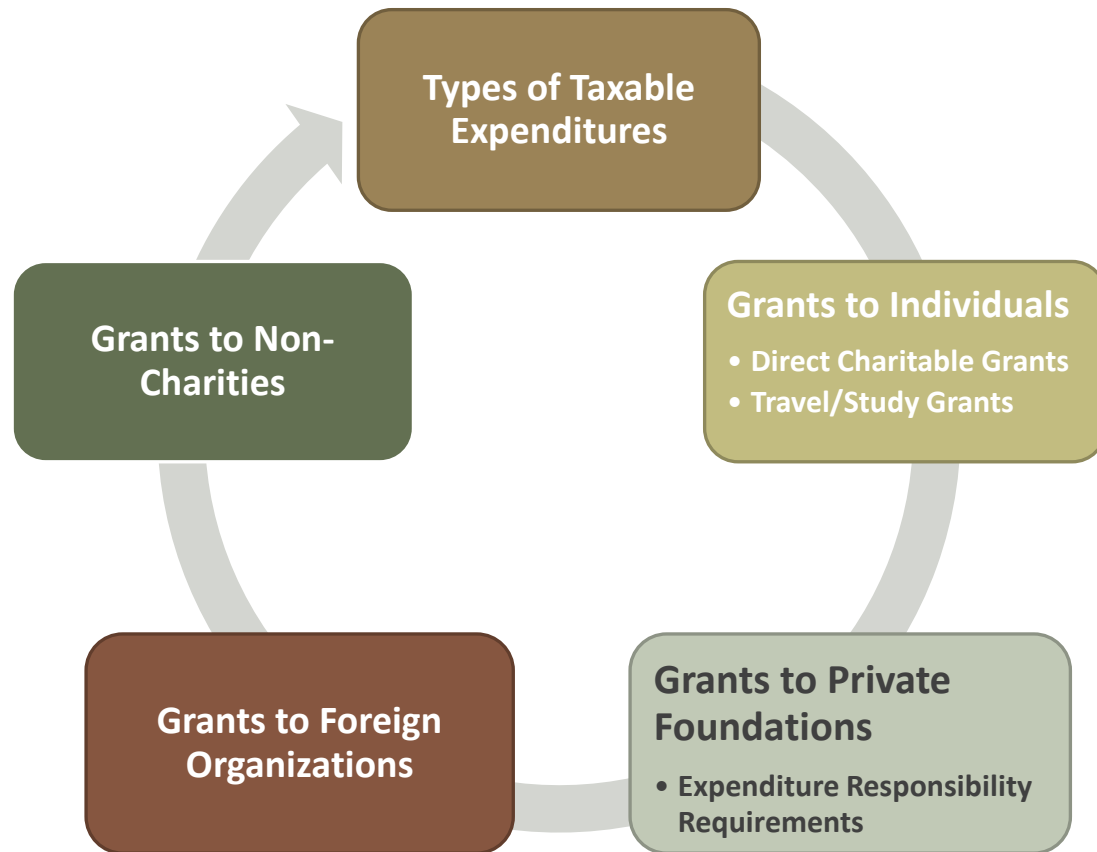 Types of Taxable
Expenditures
Grants to Individuals
• Direct Charitable Grants
• Travel/Study Grants
Grants to Private
Foundations
• Expenditure Responsibility
Requirements
Grants to Foreign
Organizations
Grants to Non-
Charities